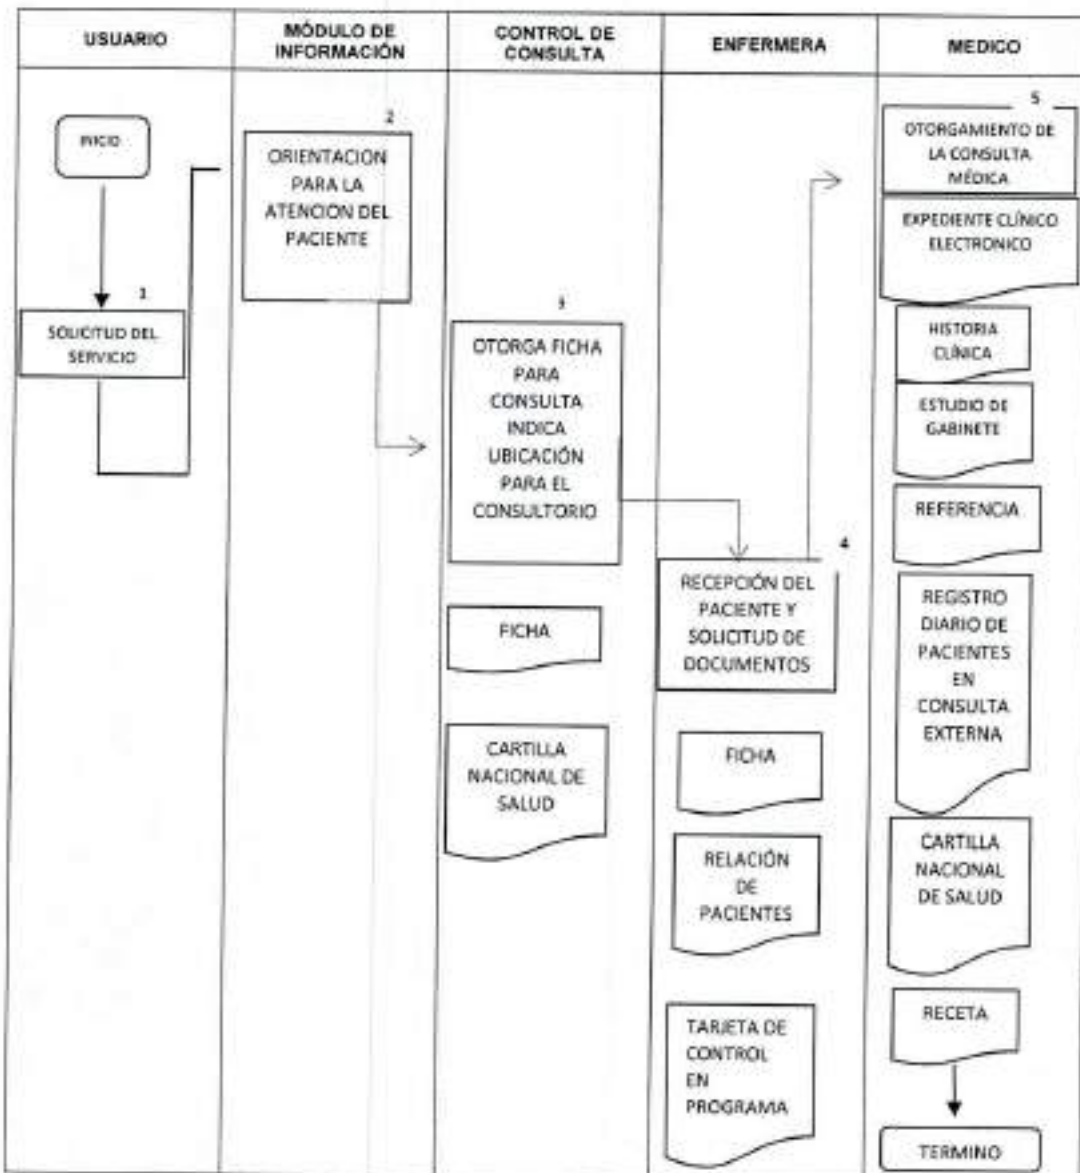 USUARIO
MÓDULO DE
INFORMACIÓN
CONTROL DE
CONSULTA
ENFERMERA
MEDICO
INICIO
1
SOLICITUD DEL
SERVICIO
2
ORIENTACION
PARA LA
ATENCION DEL
PACIENTE
3
OTORGA FICHA
PARA
CONSULTA
INDICA
UBICACIÓN
PARA EL
CONSULTORIO
FICHA
CARTILLA
NACIONAL DE
SALUD
4
RECEPCIÓN DEL
PACIENTE Y
SOLICITUD DE
DOCUMENTOS
FICHA
RELACIÓN
DE
PACIENTES
TARJETA DE
CONTROL
EN
PROGRAMA
5
OTORGAMIENTO DE
LA CONSULTA
MÉDICA
EXPEDIENTE CLÍNICO
ELECTRONICO
HISTORIA
CLÍNICA
ESTUDIO DE
GABINETE
REFERENCIA
REGISTRO
DIARIO DE
PACIENTES
EN
CONSULTA
EXTERNA
CARTILLA
NACIONAL
DE SALUD
RECETA
TERMINO